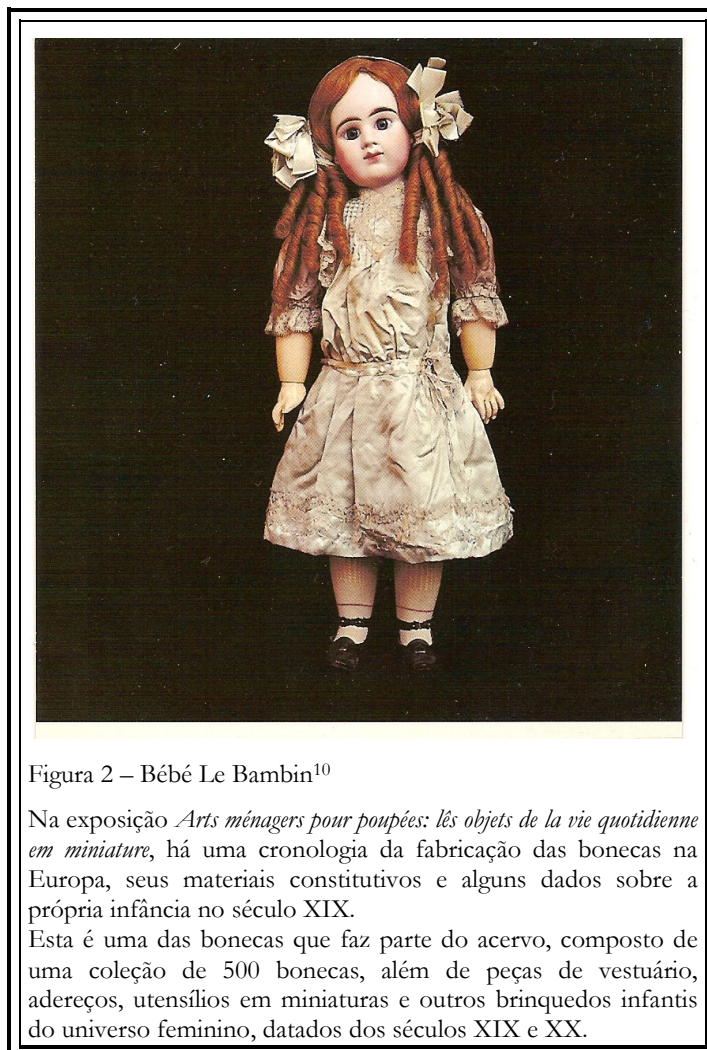 Figura 2 – Bébé Le Bambin10
Na exposição Arts ménagers pour poupées: lês objets de la vie quotidienne
em miniature, há uma cronologia da fabricação das bonecas na
Europa, seus materiais constitutivos e alguns dados sobre a
própria infância no século XIX.
Esta é uma das bonecas que faz parte do acervo, composto de
uma coleção de 500 bonecas, além de peças de vestuário,
adereços, utensílios em miniaturas e outros brinquedos infantis
do universo feminino, datados dos séculos XIX e XX.